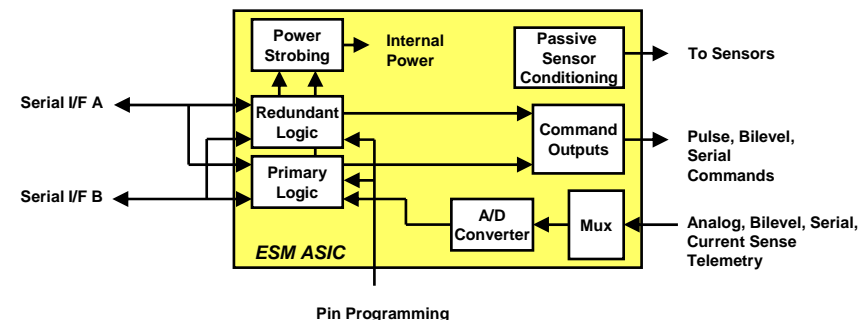 Power
Strobing
Internal
Power
Passive
Sensor
Conditioning
To Sensors
Serial I/F A
Redundant
Logic
Command
Outputs
Pulse, Bilevel,
Serial
Commands
Primary
Logic
Serial I/F B
A/D
Converter
Mux
Analog, Bilevel, Serial,
Current Sense
Telemetry
ESM ASIC
Pin Programming